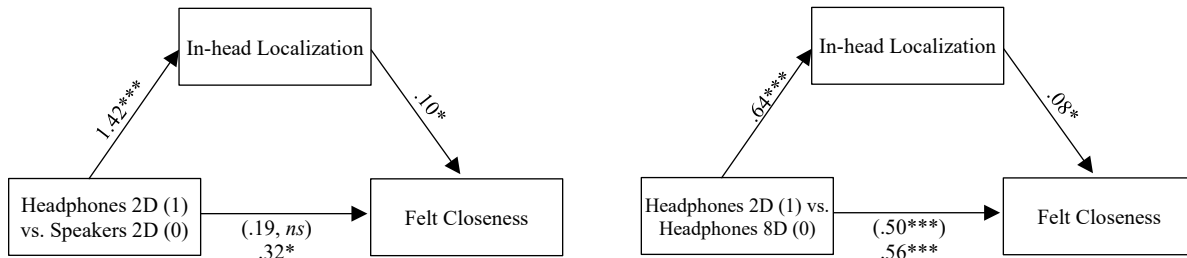 In-head Localization
1.42***
.10*
Headphones 2D (1)
vs. Speakers 2D (0)
Felt Closeness
(.19, ns)
.32*
In-head Localization
.64***
.08*
Headphones 2D (1) vs.
Headphones 8D (0)
Felt Closeness
(.50***)
.56***